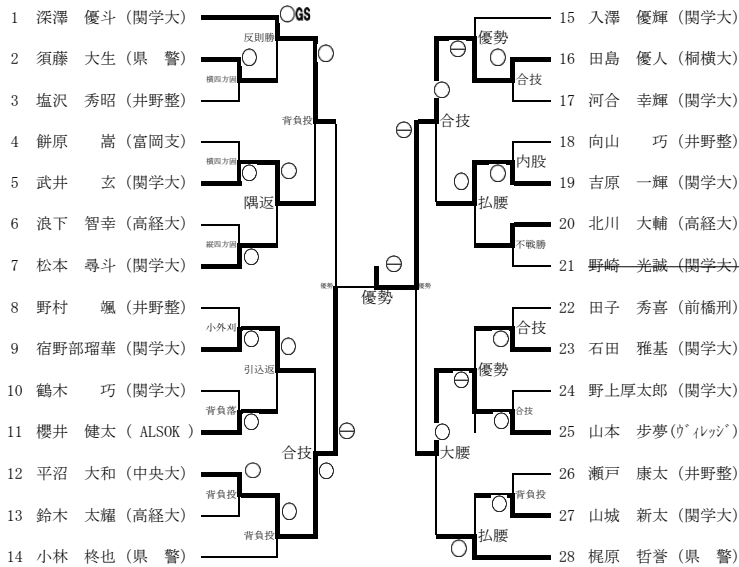 1 深澤 優斗 (関学大)
2 須藤 大生 (県 警)
3 塩沢 秀昭 (井野整)
4 餅原 嵩 (富岡支)
5 武井 玄 (関学大)
6 浪下 智幸 (高経大)
7 松本 尋斗 (関学大)
8 野村 颯 (井野整)
9 宿野部瑠華 (関学大)
10 鶴木 巧 (関学大)
11 櫻井 健太 ( ALSOK )
12 平沼 大和 (中央大)
13 鈴木 太耀 (高経大)
14 小林 柊也 (県 警)
GS
反則勝
横四方固
背負投
横四方固
隅返
縦四方固
小外刈
引込返
背負落
合技
背負投
背負投
優勢
優勢
優勢
優勢
合技
合技
内股
払腰
不戦勝
合技
優勢
合技
大腰
背負投
払腰
15 入澤 優輝 (関学大)
16 田島 優人 (桐横大)
17 河合 幸輝 (関学大)
18 向山 巧 (井野整)
19 吉原 一輝 (関学大)
20 北川 大輔 (高経大)
21 野崎 光誠 (関学大)
22 田子 秀喜 (前橋刑)
23 石田 雅基 (関学大)
24 野上厚太郎 (関学大)
25 山本 歩夢 (ヴィレッジ)
26 瀬戸 康太 (井野整)
27 山城 新太 (関学大)
28 梶原 哲誉 (県 警)